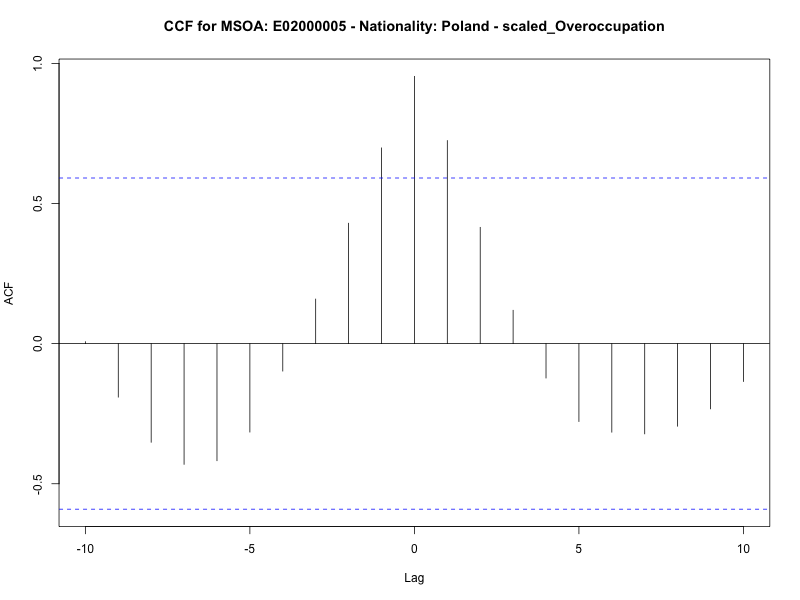 CCF for MSOA: E02000005 - Nationality: Poland - scaled_Overoccupation
1.0
0.5
0.0
-0.5
ACF
-10 -5 0 5 10
Lag